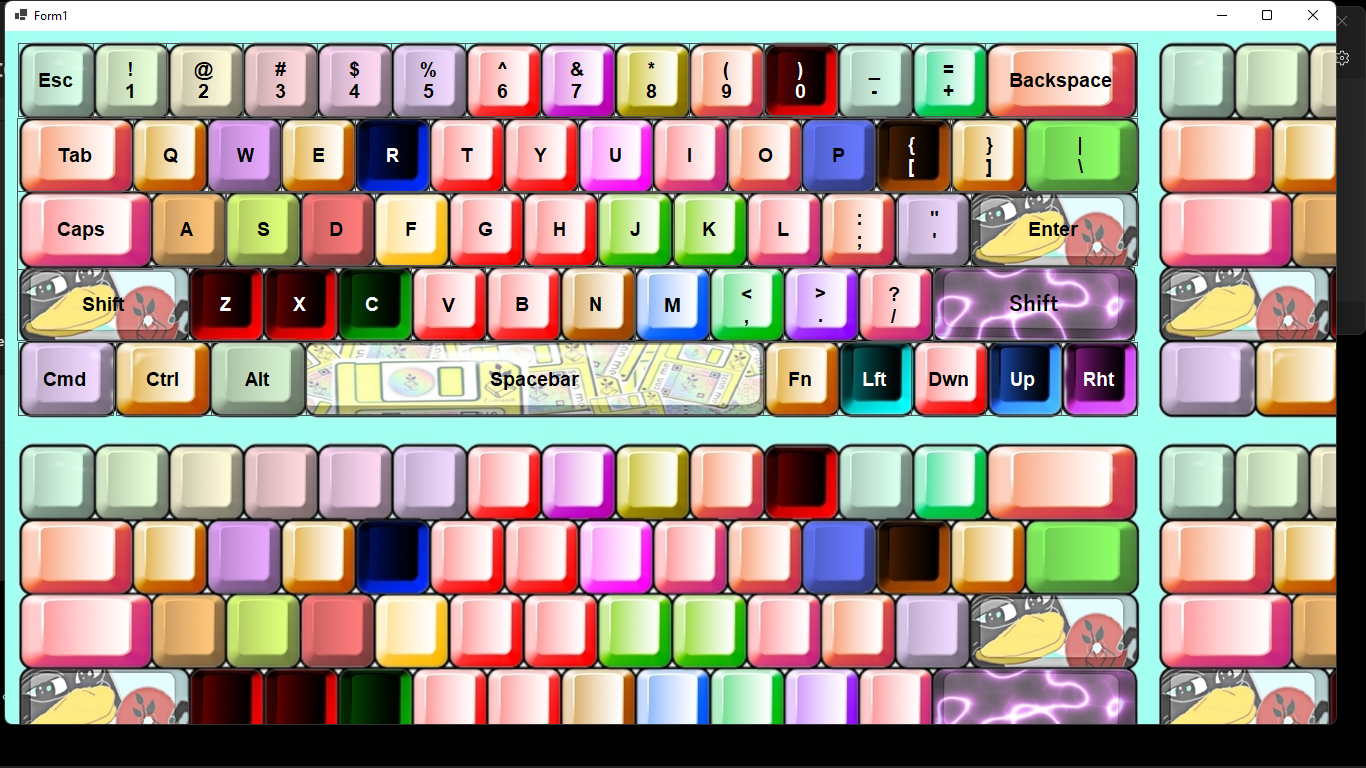 Form1
Esc ! @ # $ % ^ & * ( ) _ = Backspace
1 2 3 4 5 6 7 8 9 0 - +
Tab Q W E R T Y U I O P { } |
[ ] \
Caps A S D F G H J K L : " Enter
; '
Shift Z X C V B N M < > ? Shift
, . /
Cmd Ctrl Alt Spacebar Fn Lft Dwn Up Rht